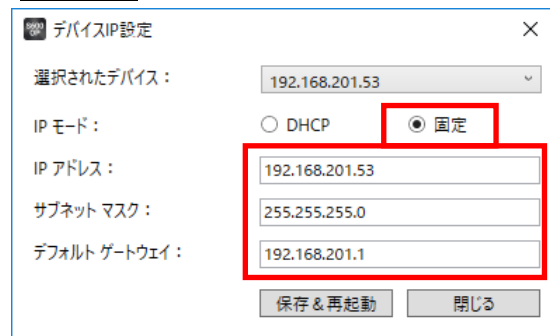 デバイスIP設定
選択されたデバイス：
192.168.201.53
IP モード：
DHCP
固定
IP アドレス：
192.168.201.53
サブネット マスク：
255.255.255.0
デフォルト ゲートウェイ：
192.168.201.1
保存＆再起動
閉じる